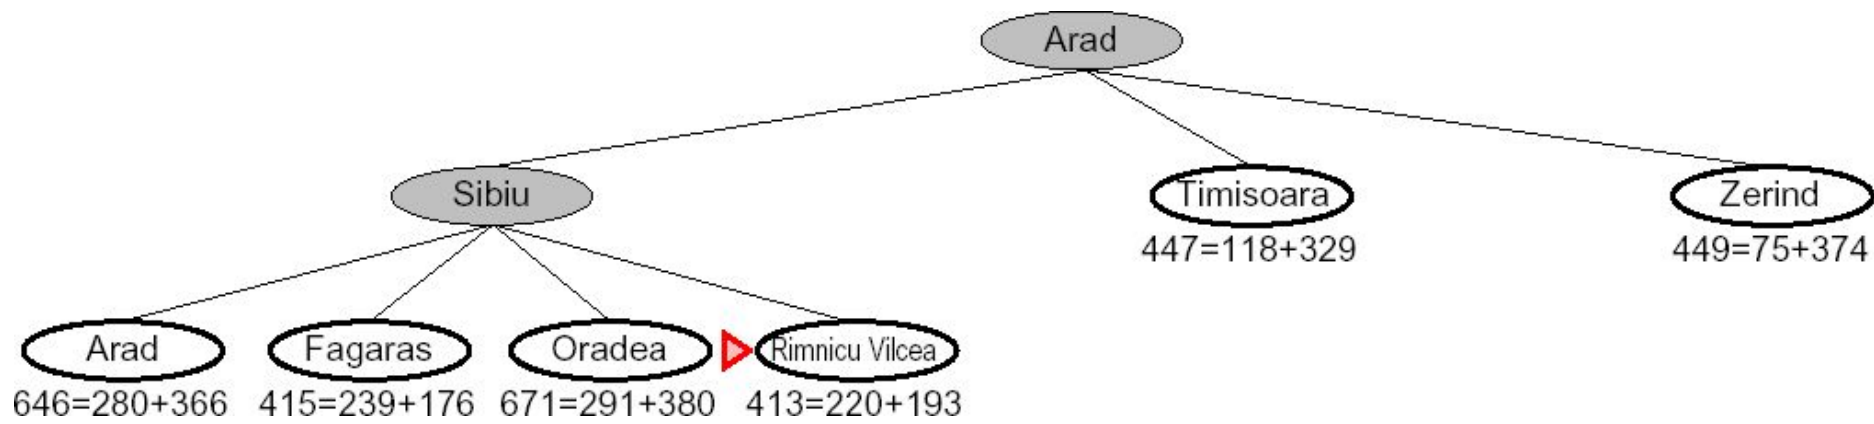 Arad
Sibiu Timisoara Zerind
447=118+329 449=75+374
Arad Fagaras Oradea Rimnicu Vilcea
646=280+366 415=239+176 671=291+380 413=220+193